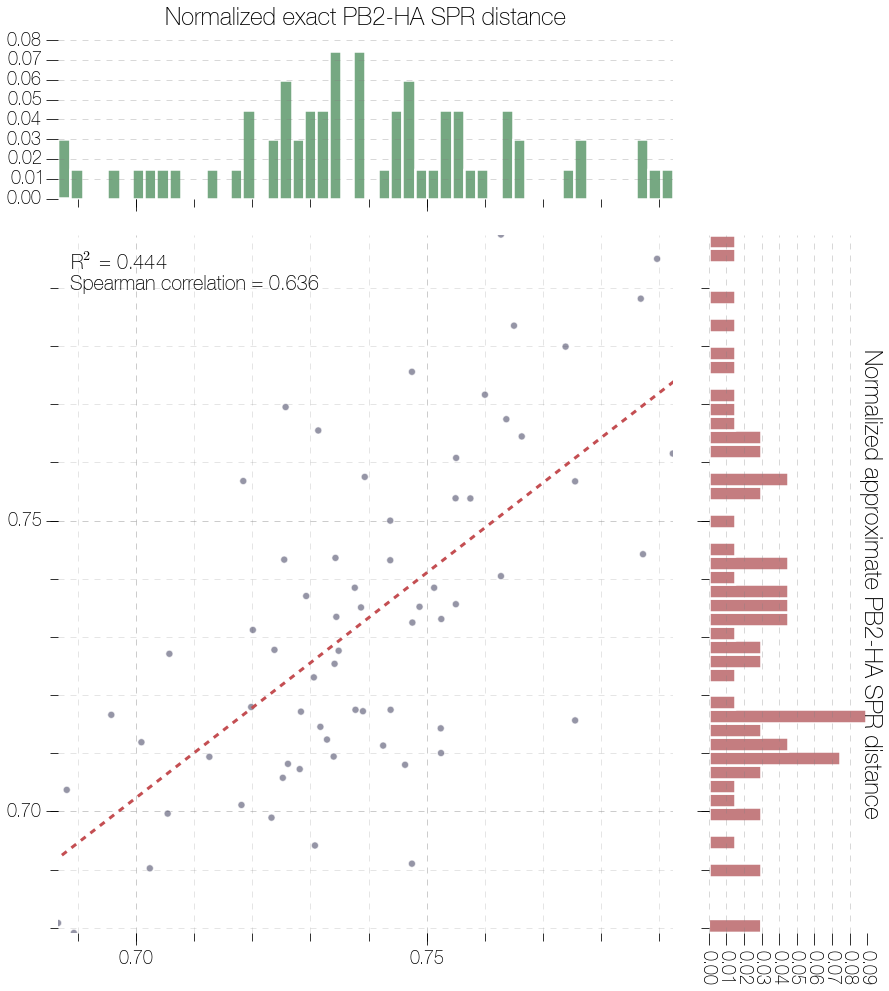 Normalized exact PB2-HA SPR distance
0.08
0.07
0.06
0.05
0.04
0.03
0.02
0.01
0.00
R² = 0.444
Spearman correlation = 0.636
0.75
0.70
0.70 0.75
Normalized approximate PB2-HA SPR distance
0.00 0.01 0.02 0.03 0.04 0.05 0.06 0.07 0.08 0.09